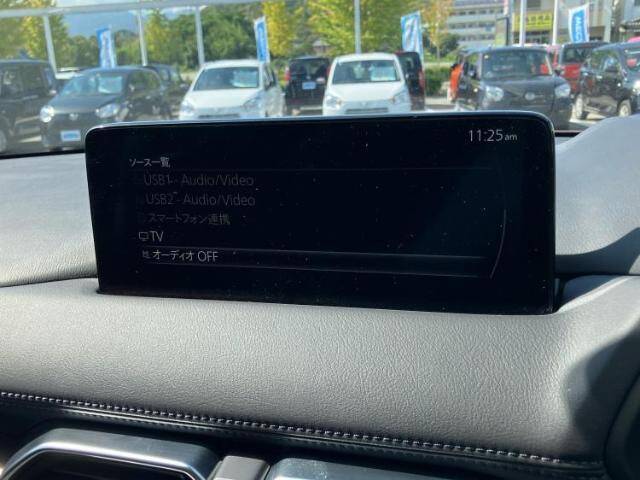 11:25am
ソース一覧
USB1 - Audio/Video
USB2 - Audio/Video
スマートフォン連携
TV
オーディオ OFF